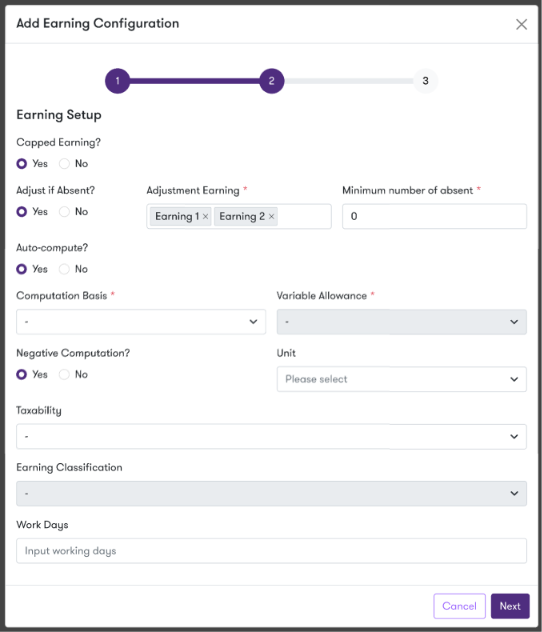 Add Earning Configuration ×
1 2 3
Earning Setup
Capped Earning?
Yes No
Adjust if Absent? Adjustment Earning * Minimum number of absent *
Yes No Earning 1 × Earning 2 × 0
Auto-compute?
Yes No
Computation Basis * Variable Allowance *
- -
Negative Computation? Unit
Yes No Please select
Taxability
-
Earning Classification
-
Work Days
Input working days
Cancel Next